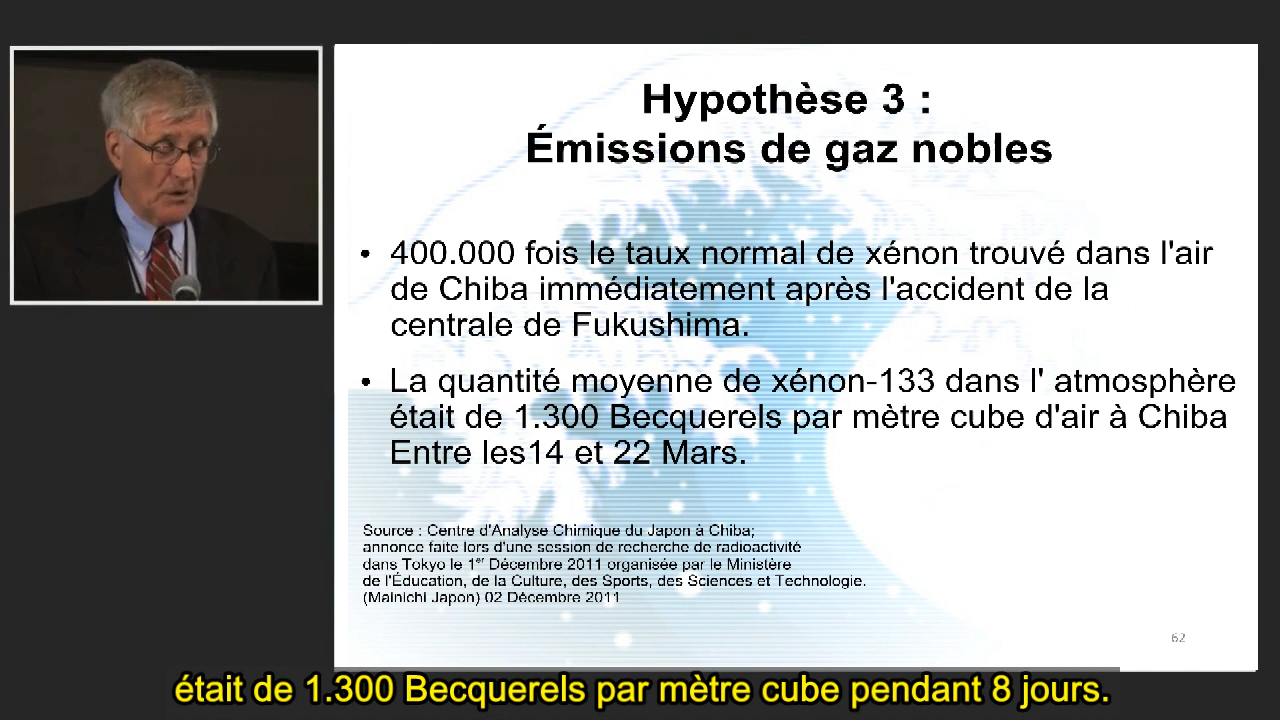 Hypothèse 3 :
Émissions de gaz nobles
• 400.000 fois le taux normal de xénon trouvé dans l'air
de Chiba immédiatement après l'accident de la
centrale de Fukushima.
• La quantité moyenne de xénon-133 dans l' atmosphère
était de 1.300 Becquerels par mètre cube d'air à Chiba
Entre les14 et 22 Mars.
Source : Centre d'Analyse Chimique du Japon à Chiba;
annonce faite lors d'une session de recherche de radioactivité
dans Tokyo le 1er Décembre 2011 organisée par le Ministère
de l'Éducation, de la Culture, des Sports, des Sciences et Technologie.
(Mainichi Japon) 02 Décembre 2011
62
était de 1.300 Becquerels par mètre cube pendant 8 jours.